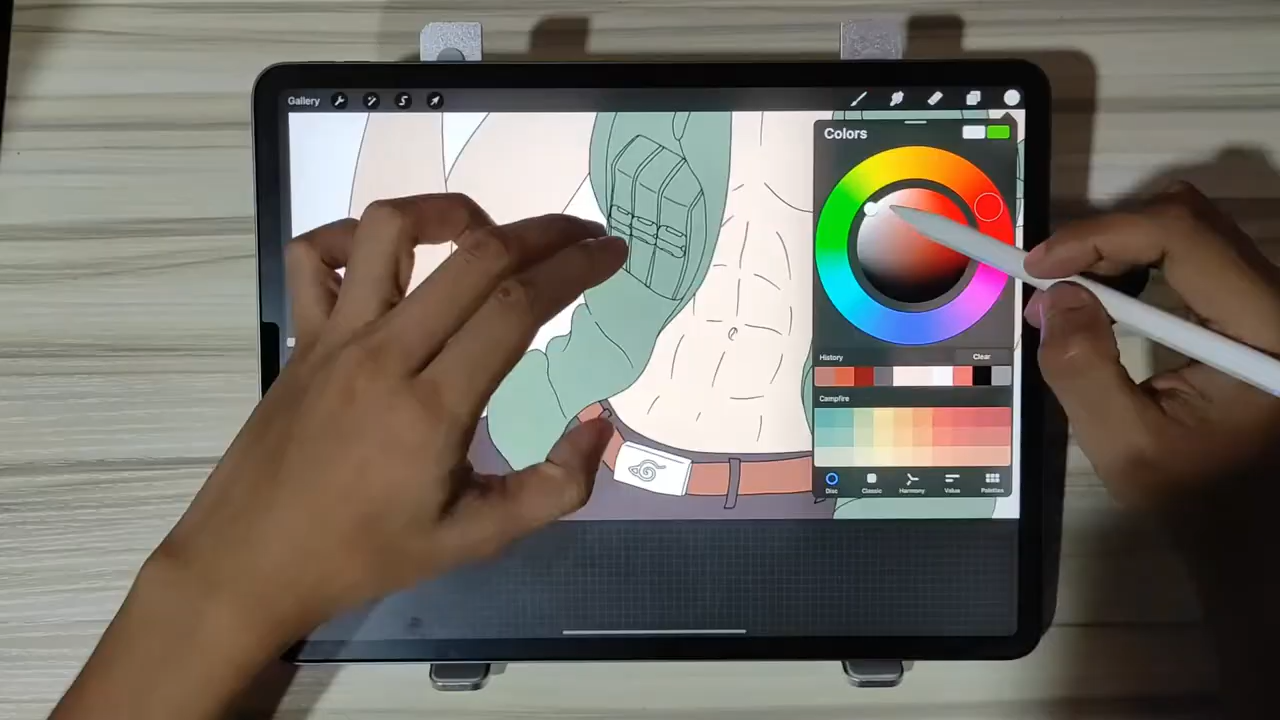 Gallery
Colors
History
Clear
Campfire
Disc
Classic
Harmony
Value
Palettes